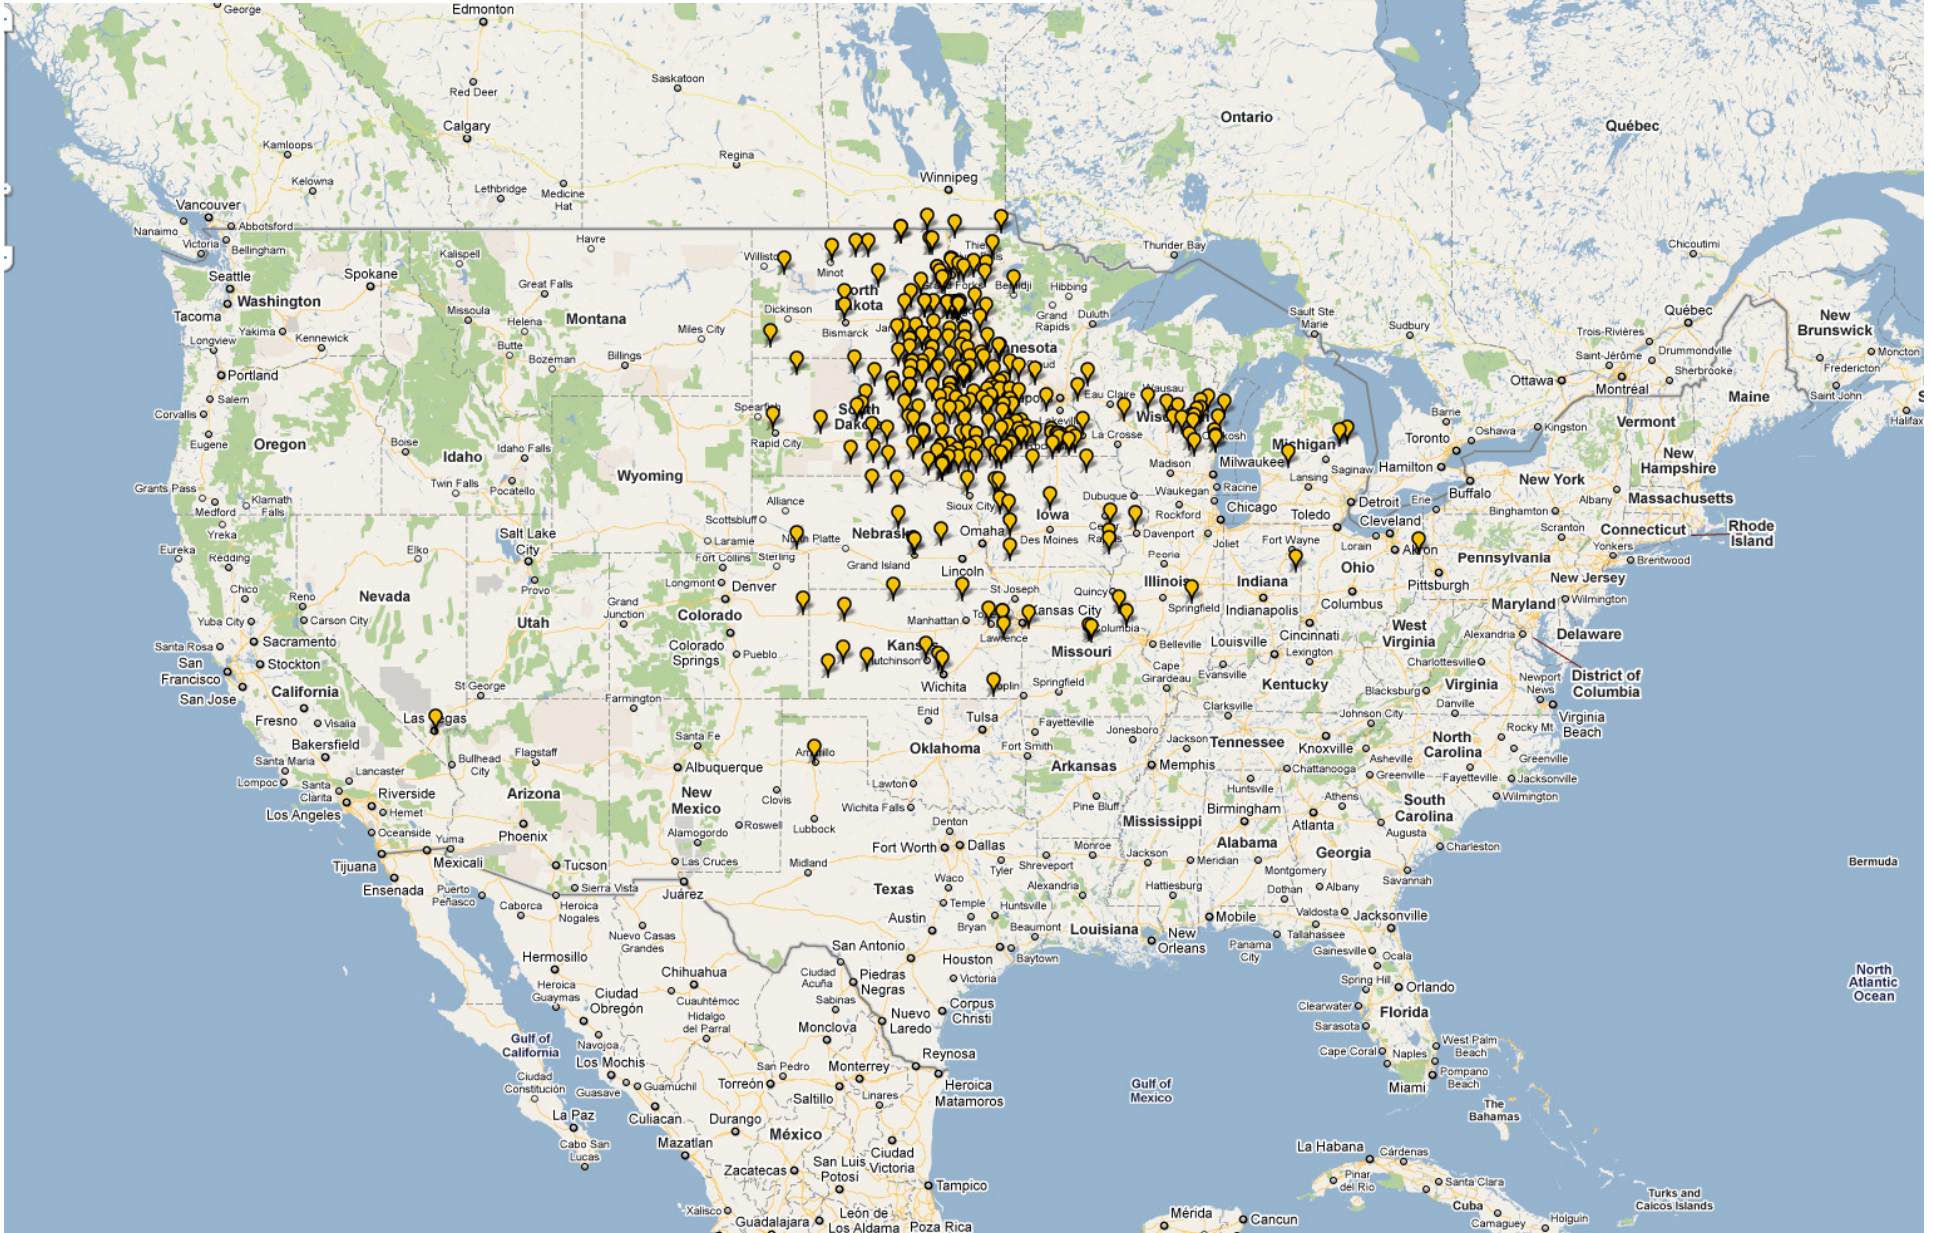 George
Edmonton
Saskatoon
Red Deer
Calgary
Ontario
Québec
Kamloops
Regina
Kelowna
Lethbridge
Medicine
Hat
Winnipeg
Vancouver
Abbotsford
Nanaimo
Victoria
Bellingham
Havre
Thunder Bay
Chicoutimi
Kalispell
Minot
Seattle
Spokane
Washington
Great Falls
North
Dakota
Grand Forks
Hibbing
Tacoma
Missoula
Helena
Montana
Dickinson
Bismarck
Grand
Rapids
Duluth
Sault Ste
Marie
Sudbury
Québec
New
Brunswick
Yakima
Kennewick
Longview
Butte
Bozeman
Billings
Miles City
Trois-Rivières
Saint-Jérôme
Drummondville
Moncton
Fredericton
Portland
Salem
Ottawa
Montréal
Sherbrooke
Saint John
Maine
Corvallis
Eugene
Oregon
Boise
Idaho
Idaho Falls
Wausau
Eau Claire
Barrie
Toronto
Oshawa
Kingston
Vermont
Halifax
Rapid City
South
La Crosse
Michigan
Saginaw
Hamilton
New
Hampshire
Twin Falls
Pocatello
Wyoming
Madison
Milwaukee
Lansing
Buffalo
New York
Albany
Massachusetts
Grants Pass
Klamath
Falls
Medford
Alliance
Sioux City
Iowa
Dubuque
Waukegan
Racine
Rockford
Chicago
Detroit
Erie
Toledo
Cleveland
Binghamton
Scranton
Connecticut
Rhode
Island
Yreka
Eureka
Redding
Elko
Salt Lake
City
Scottsbluff
Laramie
North Platte
Nebraska
Omaha
Des Moines
Davenport
Joliet
Fort Wayne
Lorain
Akron
Pennsylvania
Yonkers
Brentwood
Fort Collins
Sterling
Grand Island
Lincoln
Peoria
Ohio
Pittsburgh
New Jersey
Chico
Reno
Nevada
Provo
Longmont
Denver
St Joseph
Quincy
Illinois
Indiana
Springfield
Indianapolis
Columbus
Maryland
Wilmington
Yuba City
Carson City
Utah
Grand
Junction
Colorado
Manhattan
Kansas City
Lawrence
Columbia
Cincinnati
West
Virginia
Alexandria
Delaware
Santa Rosa
Sacramento
San
Francisco
Stockton
Colorado
Springs
Pueblo
Hutchinson
Missouri
Belleville
Louisville
Lexington
Charlottesville
District of
Columbia
San Jose
California
St George
Wichita
Springfield
Cape
Girardeau
Evansville
Kentucky
Blacksburg
Virginia
Newport
News
Fresno
Visalia
Las Vegas
Farmington
Enid
Tulsa
Fayetteville
Clarksville
Johnson City
Danville
Virginia
Beach
Bakersfield
Santa Maria
Flagstaff
Santa Fe
Amarillo
Oklahoma
Fort Smith
Jonesboro
Jackson
Tennessee
Knoxville
North
Carolina
Rocky Mt
Asheville
Greenville
Lompoc
Santa
Clarita
Lancaster
Bullhead
City
Albuquerque
Arkansas
Memphis
Chattanooga
Greenville
Fayetteville
Jacksonville
Los Angeles
Riverside
Hemet
Arizona
New
Mexico
Clovis
Lawton
Wichita Falls
Pine Bluff
Huntsville
Birmingham
Athens
South
Carolina
Wilmington
Oceanside
Yuma
Phoenix
Alamogordo
Roswell
Lubbock
Denton
Mississippi
Atlanta
Augusta
Tijuana
Mexicali
Tucson
Las Cruces
Midland
Fort Worth
Dallas
Tyler
Shreveport
Monroe
Jackson
Meridian
Alabama
Montgomery
Georgia
Charleston
Savannah
Bermuda
Ensenada
Puerto
Peñasco
Sierra Vista
Juárez
Texas
Waco
Alexandria
Hattiesburg
Dothan
Albany
Caborca
Heroica
Nogales
Temple
Bryan
Huntsville
Mobile
Valdosta
Jacksonville
Nuevo Casas
Grandes
Austin
Beaumont
Louisiana
New
Orleans
Panama
City
Tallahassee
Gainesville
Hermosillo
San Antonio
Houston
Baytown
Ocala
Heroica
Guaymas
Ciudad
Obregón
Chihuahua
Ciudad
Acuña
Piedras
Negras
Victoria
Spring Hill
Orlando
North
Atlantic
Ocean
Cuauhtémoc
Sabinas
Corpus
Christi
Clearwater
Florida
Hidalgo
del Parral
Monclova
Nuevo
Laredo
Sarasota
Gulf of
California
Navojoa
Los Mochis
Reynosa
Cape Coral
Naples
West Palm
Beach
Ciudad
Constitución
Guasave
Guamuchil
San Pedro
Torreón
Monterrey
Heroica
Matamoros
Gulf of
Mexico
Miami
Pompano
Beach
Saltillo
Linares
The
Bahamas
La Paz
Culiacan
Durango
México
Cabo San
Lucas
Mazatlan
Ciudad
Victoria
La Habana
Cárdenas
Zacatecas
San Luis
Potosí
Tampico
Pinar
del Rio
Santa Clara
Cuba
Turks and
Caicos Islands
Xalisco
Guadalajara
León de
Los Aldama
Poza Rica
Mérida
Cancun
Camaguey
Holguin